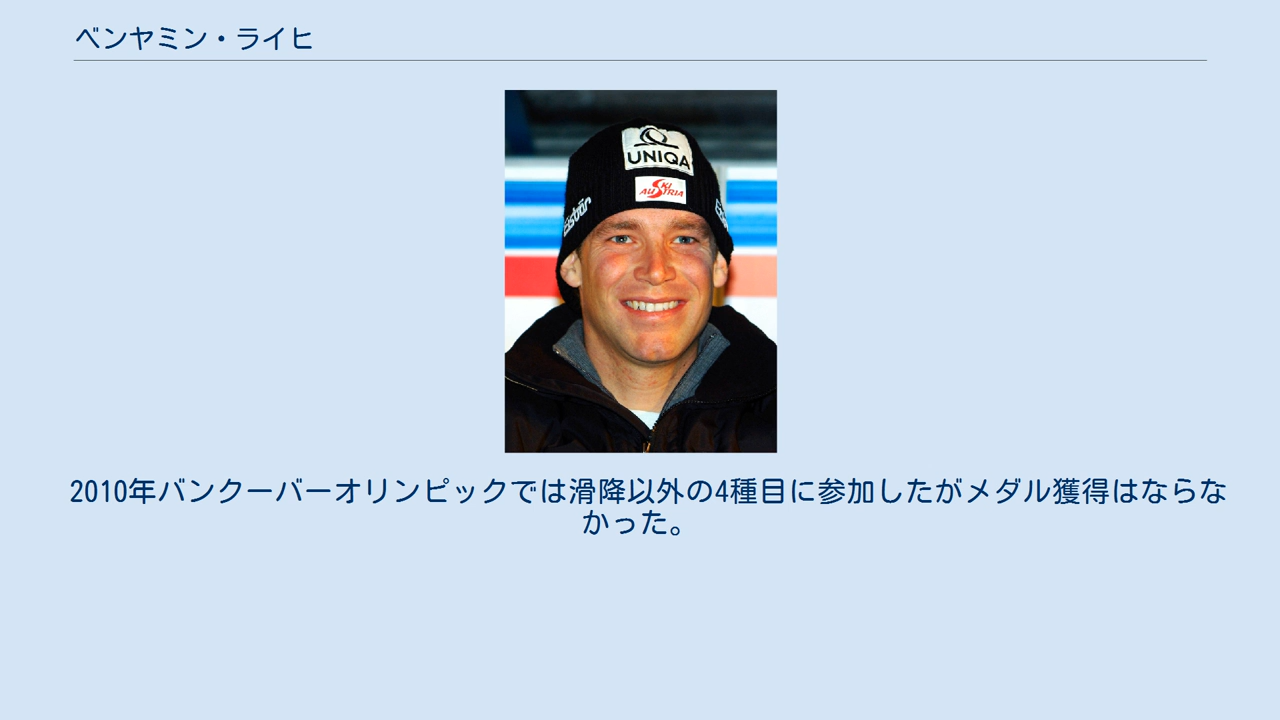 ベンヤミン・ライヒ
UNIQA
SKI
AUSTRIA
Eisbär
2010年バンクーバーオリンピックでは滑降以外の4種目に参加したがメダル獲得はならな
かった。